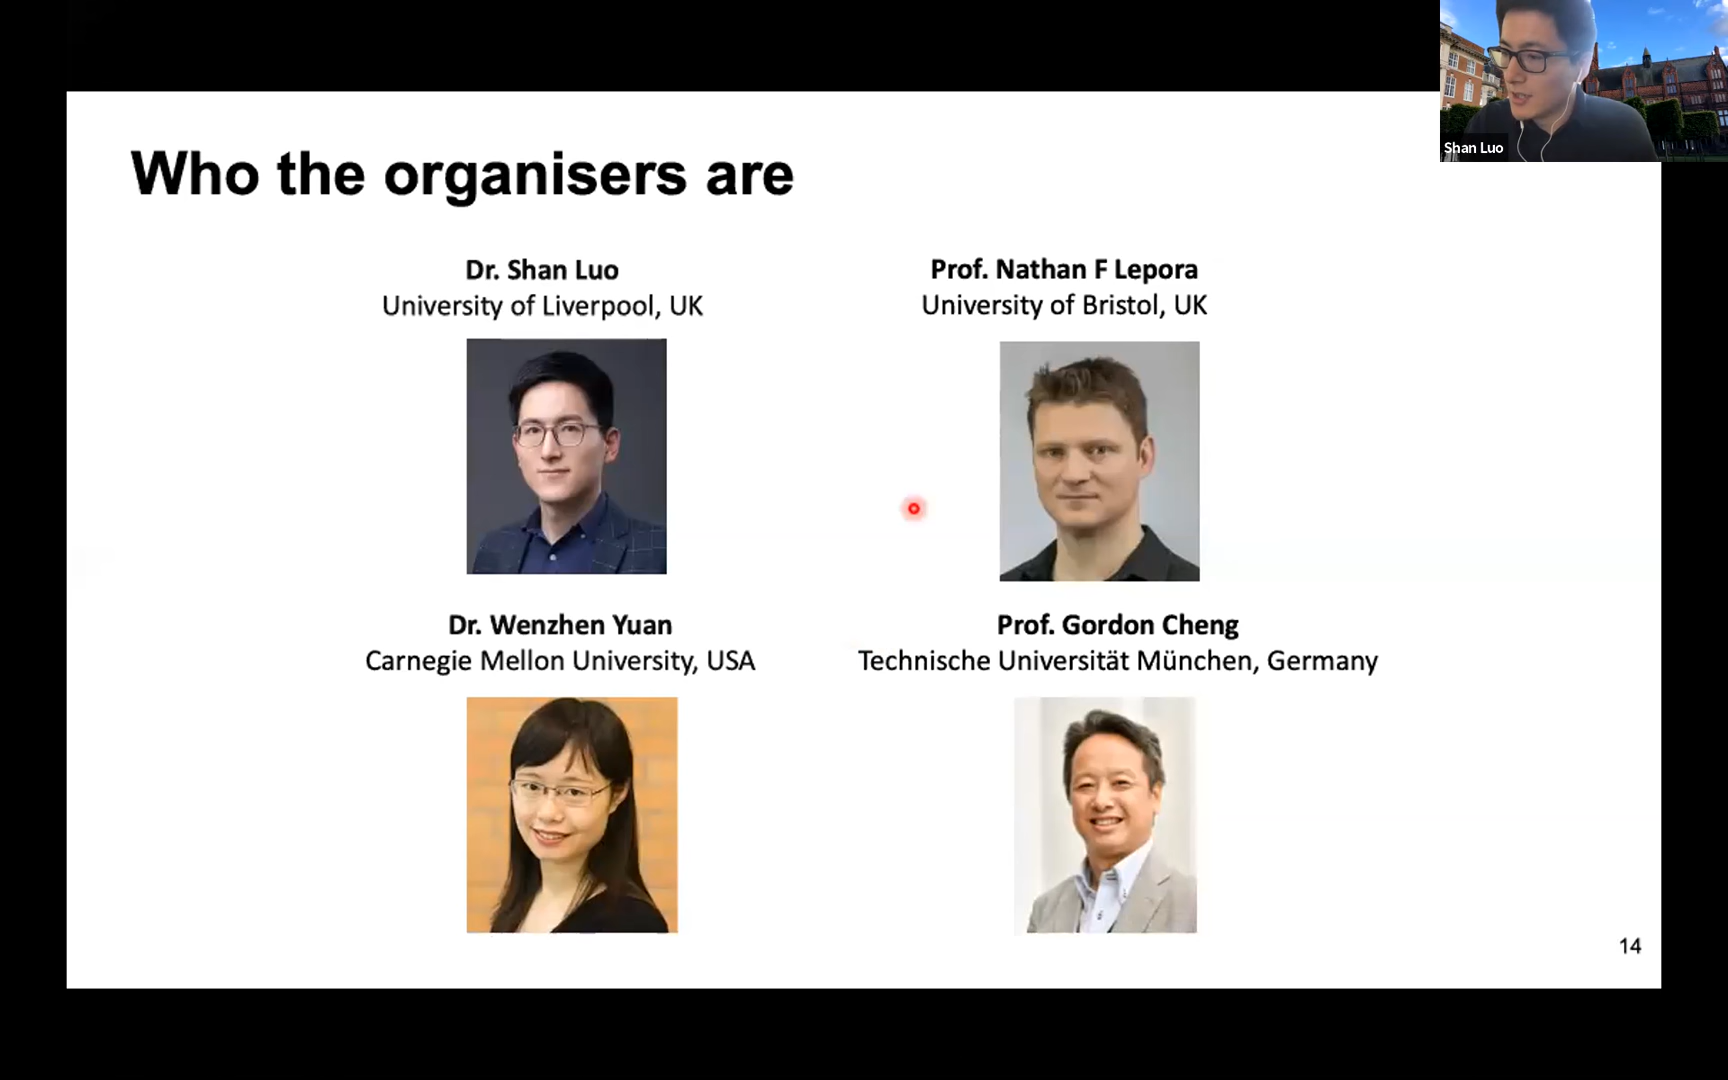 Shan Luo
Who the organisers are
Dr. Shan Luo
University of Liverpool, UK
Prof. Nathan F Lepora
University of Bristol, UK
Dr. Wenzhen Yuan
Carnegie Mellon University, USA
Prof. Gordon Cheng
Technische Universität München, Germany
14